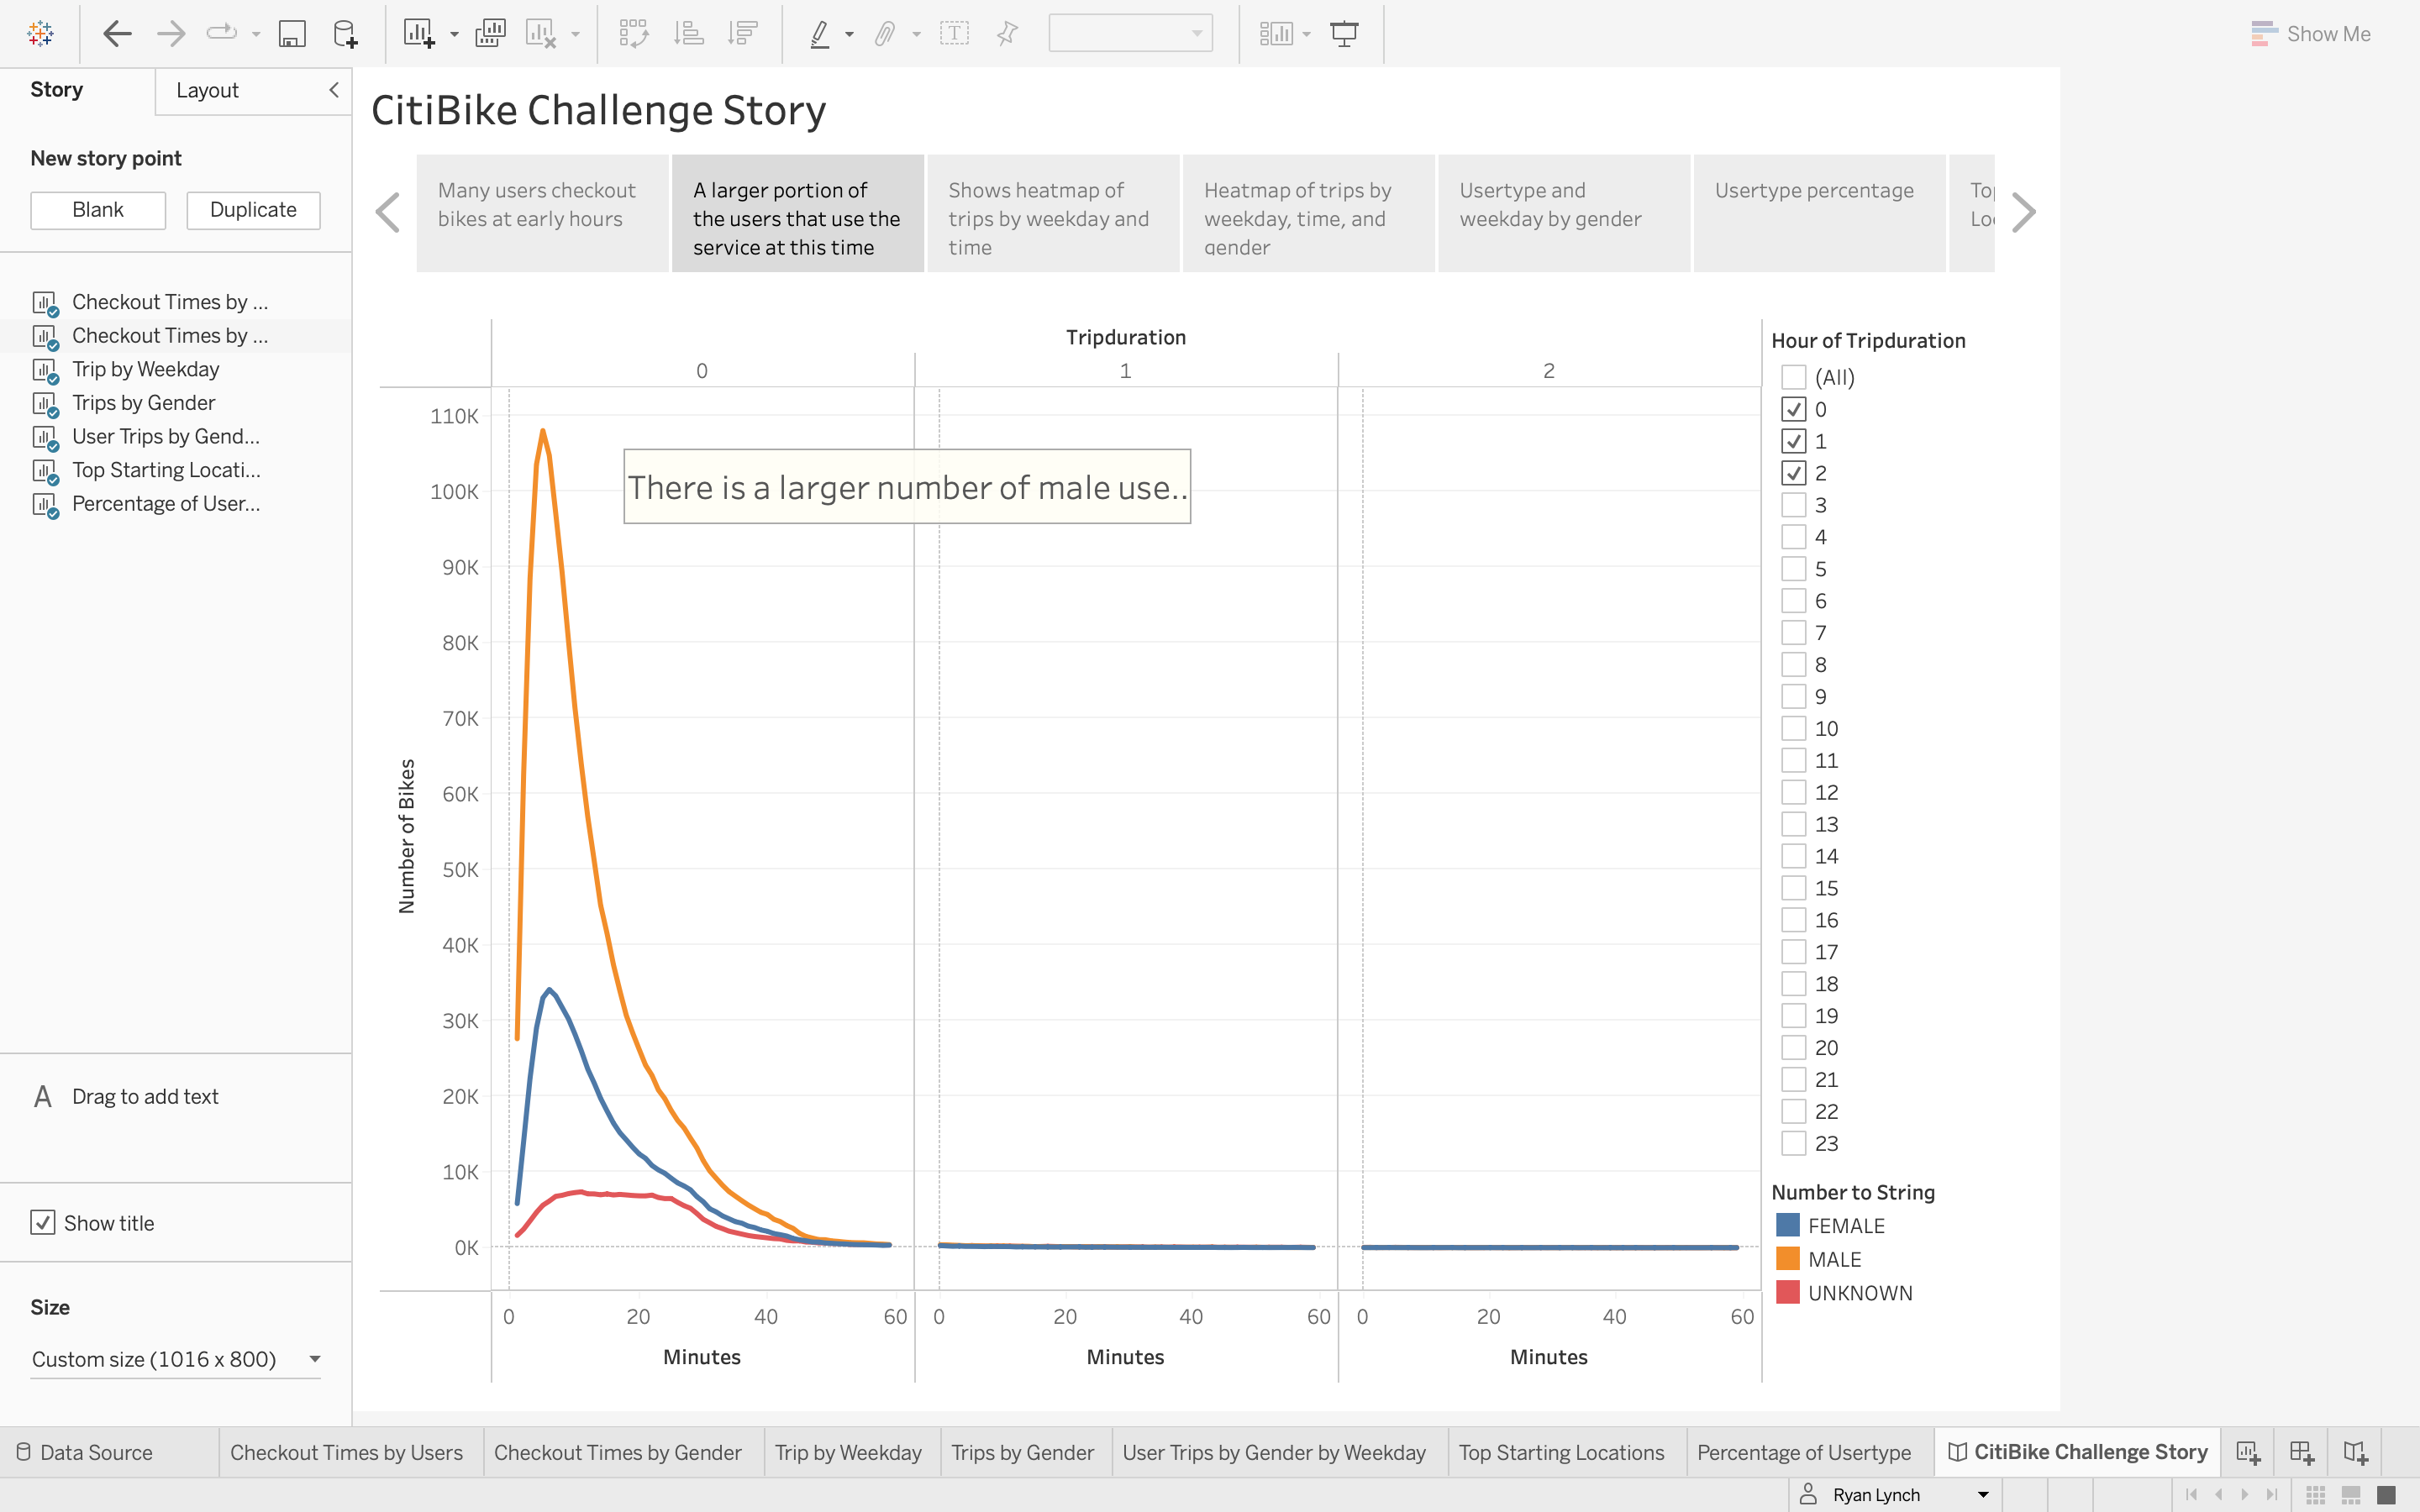 Show Me
Story
Layout
New story point
Blank
Duplicate
Checkout Times by ...
Checkout Times by ...
Trip by Weekday
Trips by Gender
User Trips by Gend...
Top Starting Locati...
Percentage of User...
A
Drag to add text
Show title
Size
Custom size (1016 x 800)
CitiBike Challenge Story
Many users checkout
bikes at early hours
A larger portion of
the users that use the
service at this time
Shows heatmap of
trips by weekday and
time
Heatmap of trips by
weekday, time, and
gender
Usertype and
weekday by gender
Usertype percentage
Tripduration
0
1
2
110K
100K
90K
80K
70K
60K
50K
40K
30K
20K
10K
0K
Number of Bikes
There is a larger number of male use..
0 20 40 60 0 20 40 60 0 20 40 60
Minutes
Minutes
Minutes
Hour of Tripduration
(All)
0
1
2
3
4
5
6
7
8
9
10
11
12
13
14
15
16
17
18
19
20
21
22
23
Number to String
FEMALE
MALE
UNKNOWN
Data Source
Checkout Times by Users
Checkout Times by Gender
Trip by Weekday
Trips by Gender
User Trips by Gender by Weekday
Top Starting Locations
Percentage of Usertype
CitiBike Challenge Story
Ryan Lynch